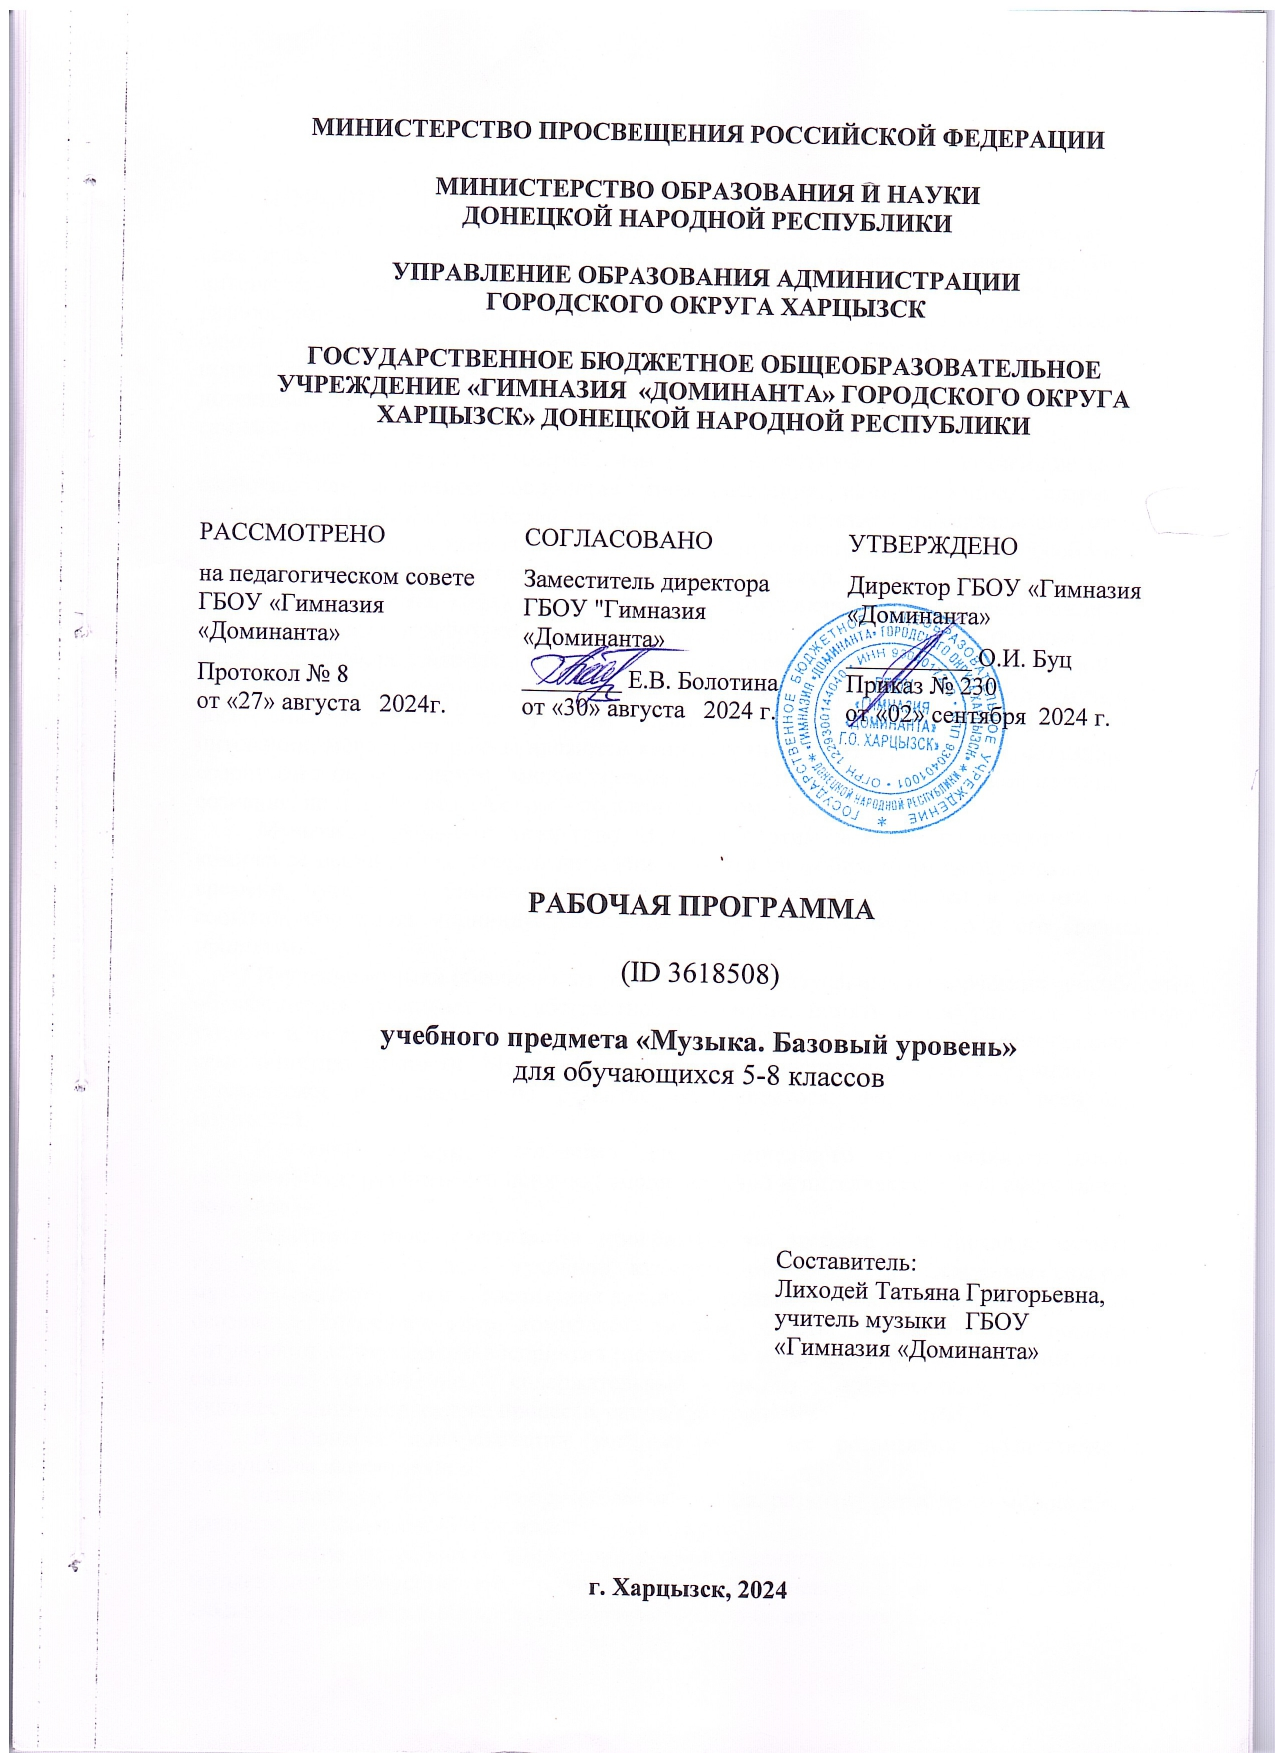 МИНИСТЕРСТВО ПРОСВЕЩЕНИЯ РОССИЙСКОЙ ФЕДЕРАЦИИ
МИНИСТЕРСТВО ОБРАЗОВАНИЯ И НАУКИ
ДОНЕЦКОЙ НАРОДНОЙ РЕСПУБЛИКИ
УПРАВЛЕНИЕ ОБРАЗОВАНИЯ АДМИНИСТРАЦИИ
ГОРОДСКОГО ОКРУГА ХАРЦЫЗСК
ГОСУДАРСТВЕННОЕ БЮДЖЕТНОЕ ОБЩЕОБРАЗОВАТЕЛЬНОЕ
УЧРЕЖДЕНИЕ «ГИМНАЗИЯ «ДОМИНАНТА» ГОРОДСКОГО ОКРУГА
ХАРЦЫЗСК» ДОНЕЦКОЙ НАРОДНОЙ РЕСПУБЛИКИ
РАССМОТРЕНО
на педагогическом совете
ГБОУ «Гимназия
«Доминанта»
Протокол № 8
от «27» августа 2024г.
СОГЛАСОВАНО
Заместитель директора
ГБОУ "Гимназия
«Доминанта»
Е.В. Болотина
от «30» августа 2024 г.
УТВЕРЖДЕНО
Директор ГБОУ «Гимназия
«Доминанта»
О.И. Буц
Приказ № 230
от «02» сентября 2024 г.
«ГИМНАЗИЯ
«ДОМИНАНТА»
Г.О. ХАРЦЫЗСК»
РАБОЧАЯ ПРОГРАММА
(ID 3618508)
учебного предмета «Музыка. Базовый уровень»
для обучающихся 5-8 классов
Составитель:
Лиходей Татьяна Григорьевна,
учитель музыки ГБОУ
«Гимназия «Доминанта»
г. Харцызск, 2024